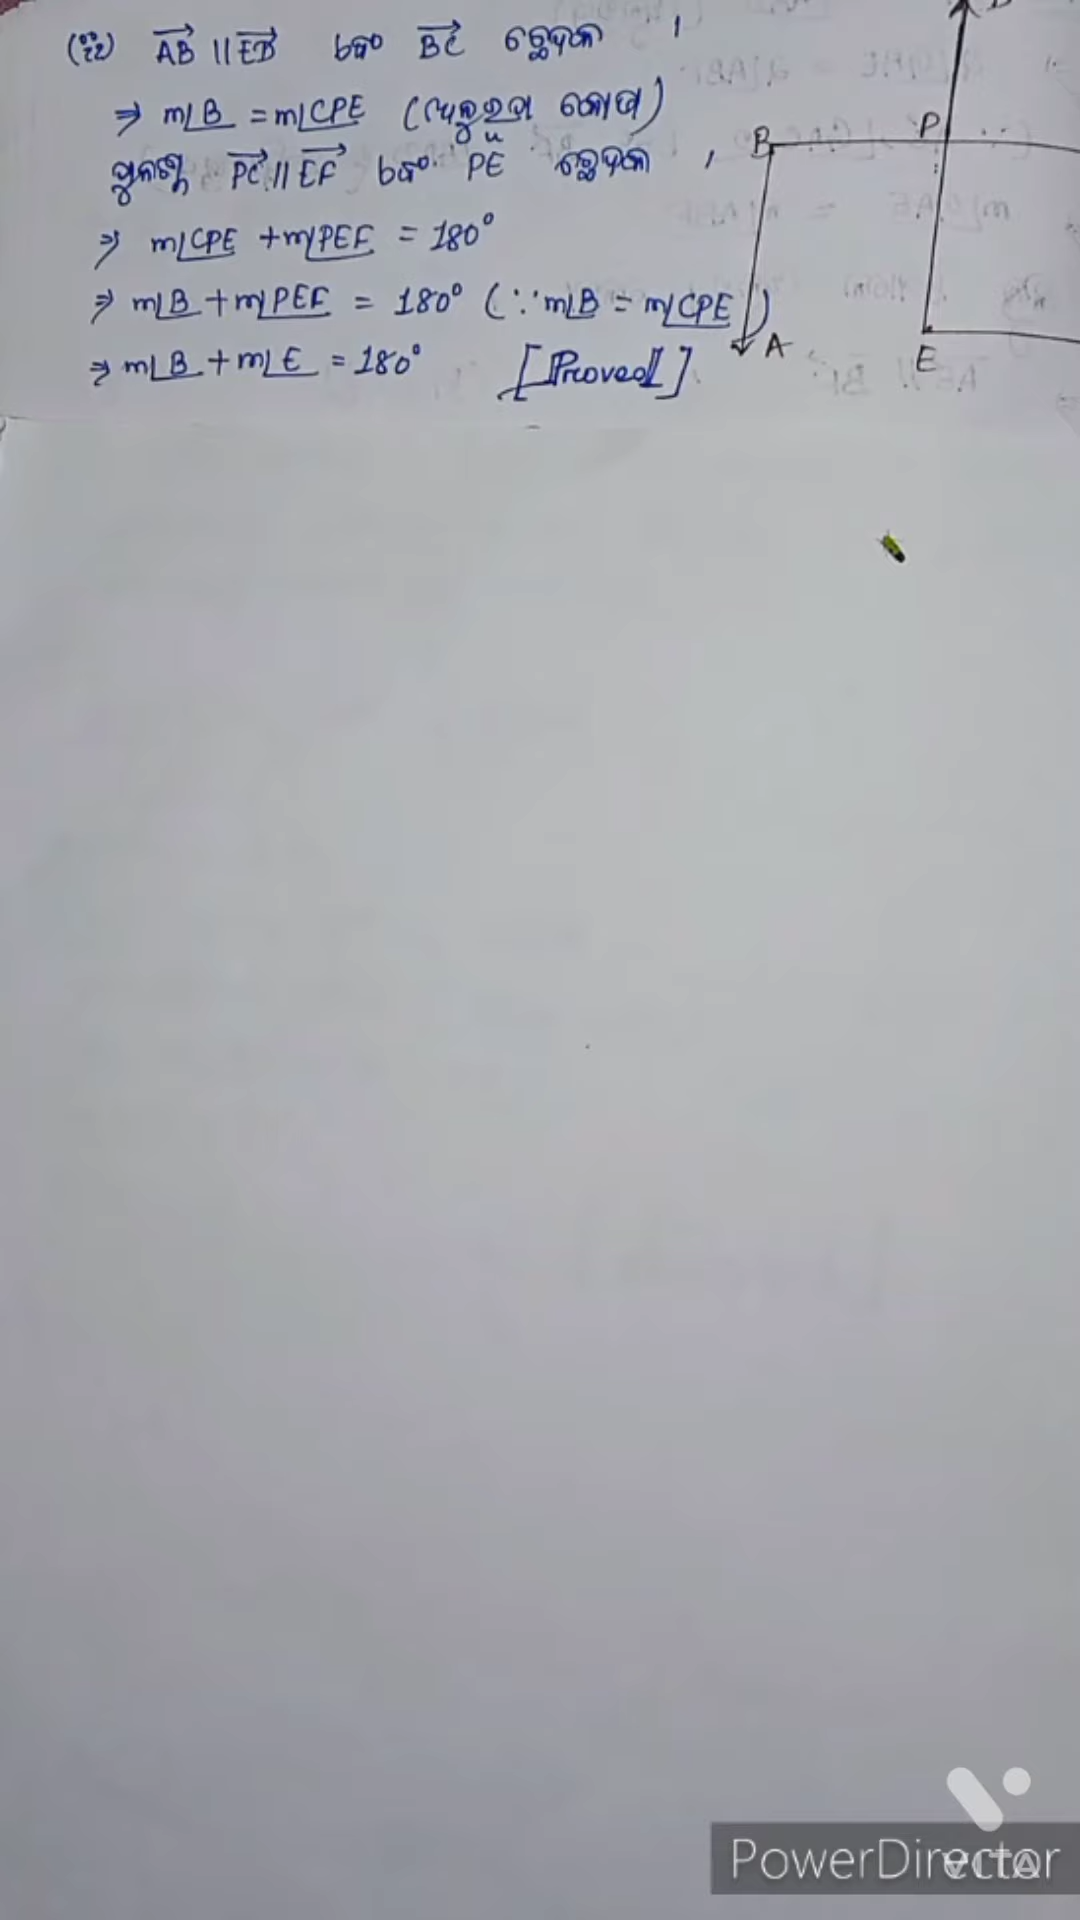 (ii) AB || ED ଏବଂ BC ଛେଦକ ।
⇒ m∠B = m∠CPE (ଅନୁରୂପ କୋଣ)
ପୁନଶ୍ଚ PC || EF ଏବଂ PE ଛେଦକ ,
⇒ m∠CPE + m∠PEF = 180°
⇒ m∠B + m∠PEF = 180° (∵ m∠B = m∠CPE)
⇒ m∠B + m∠E = 180° [Proved]
B
P
A
E
PowerDirector
VITA